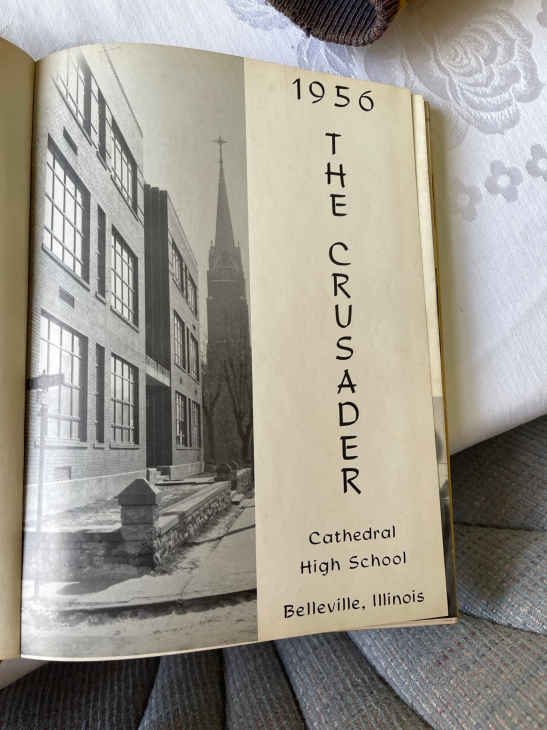 1956
THE
CRUSADER
Cathedral
High School
Belleville, Illinois